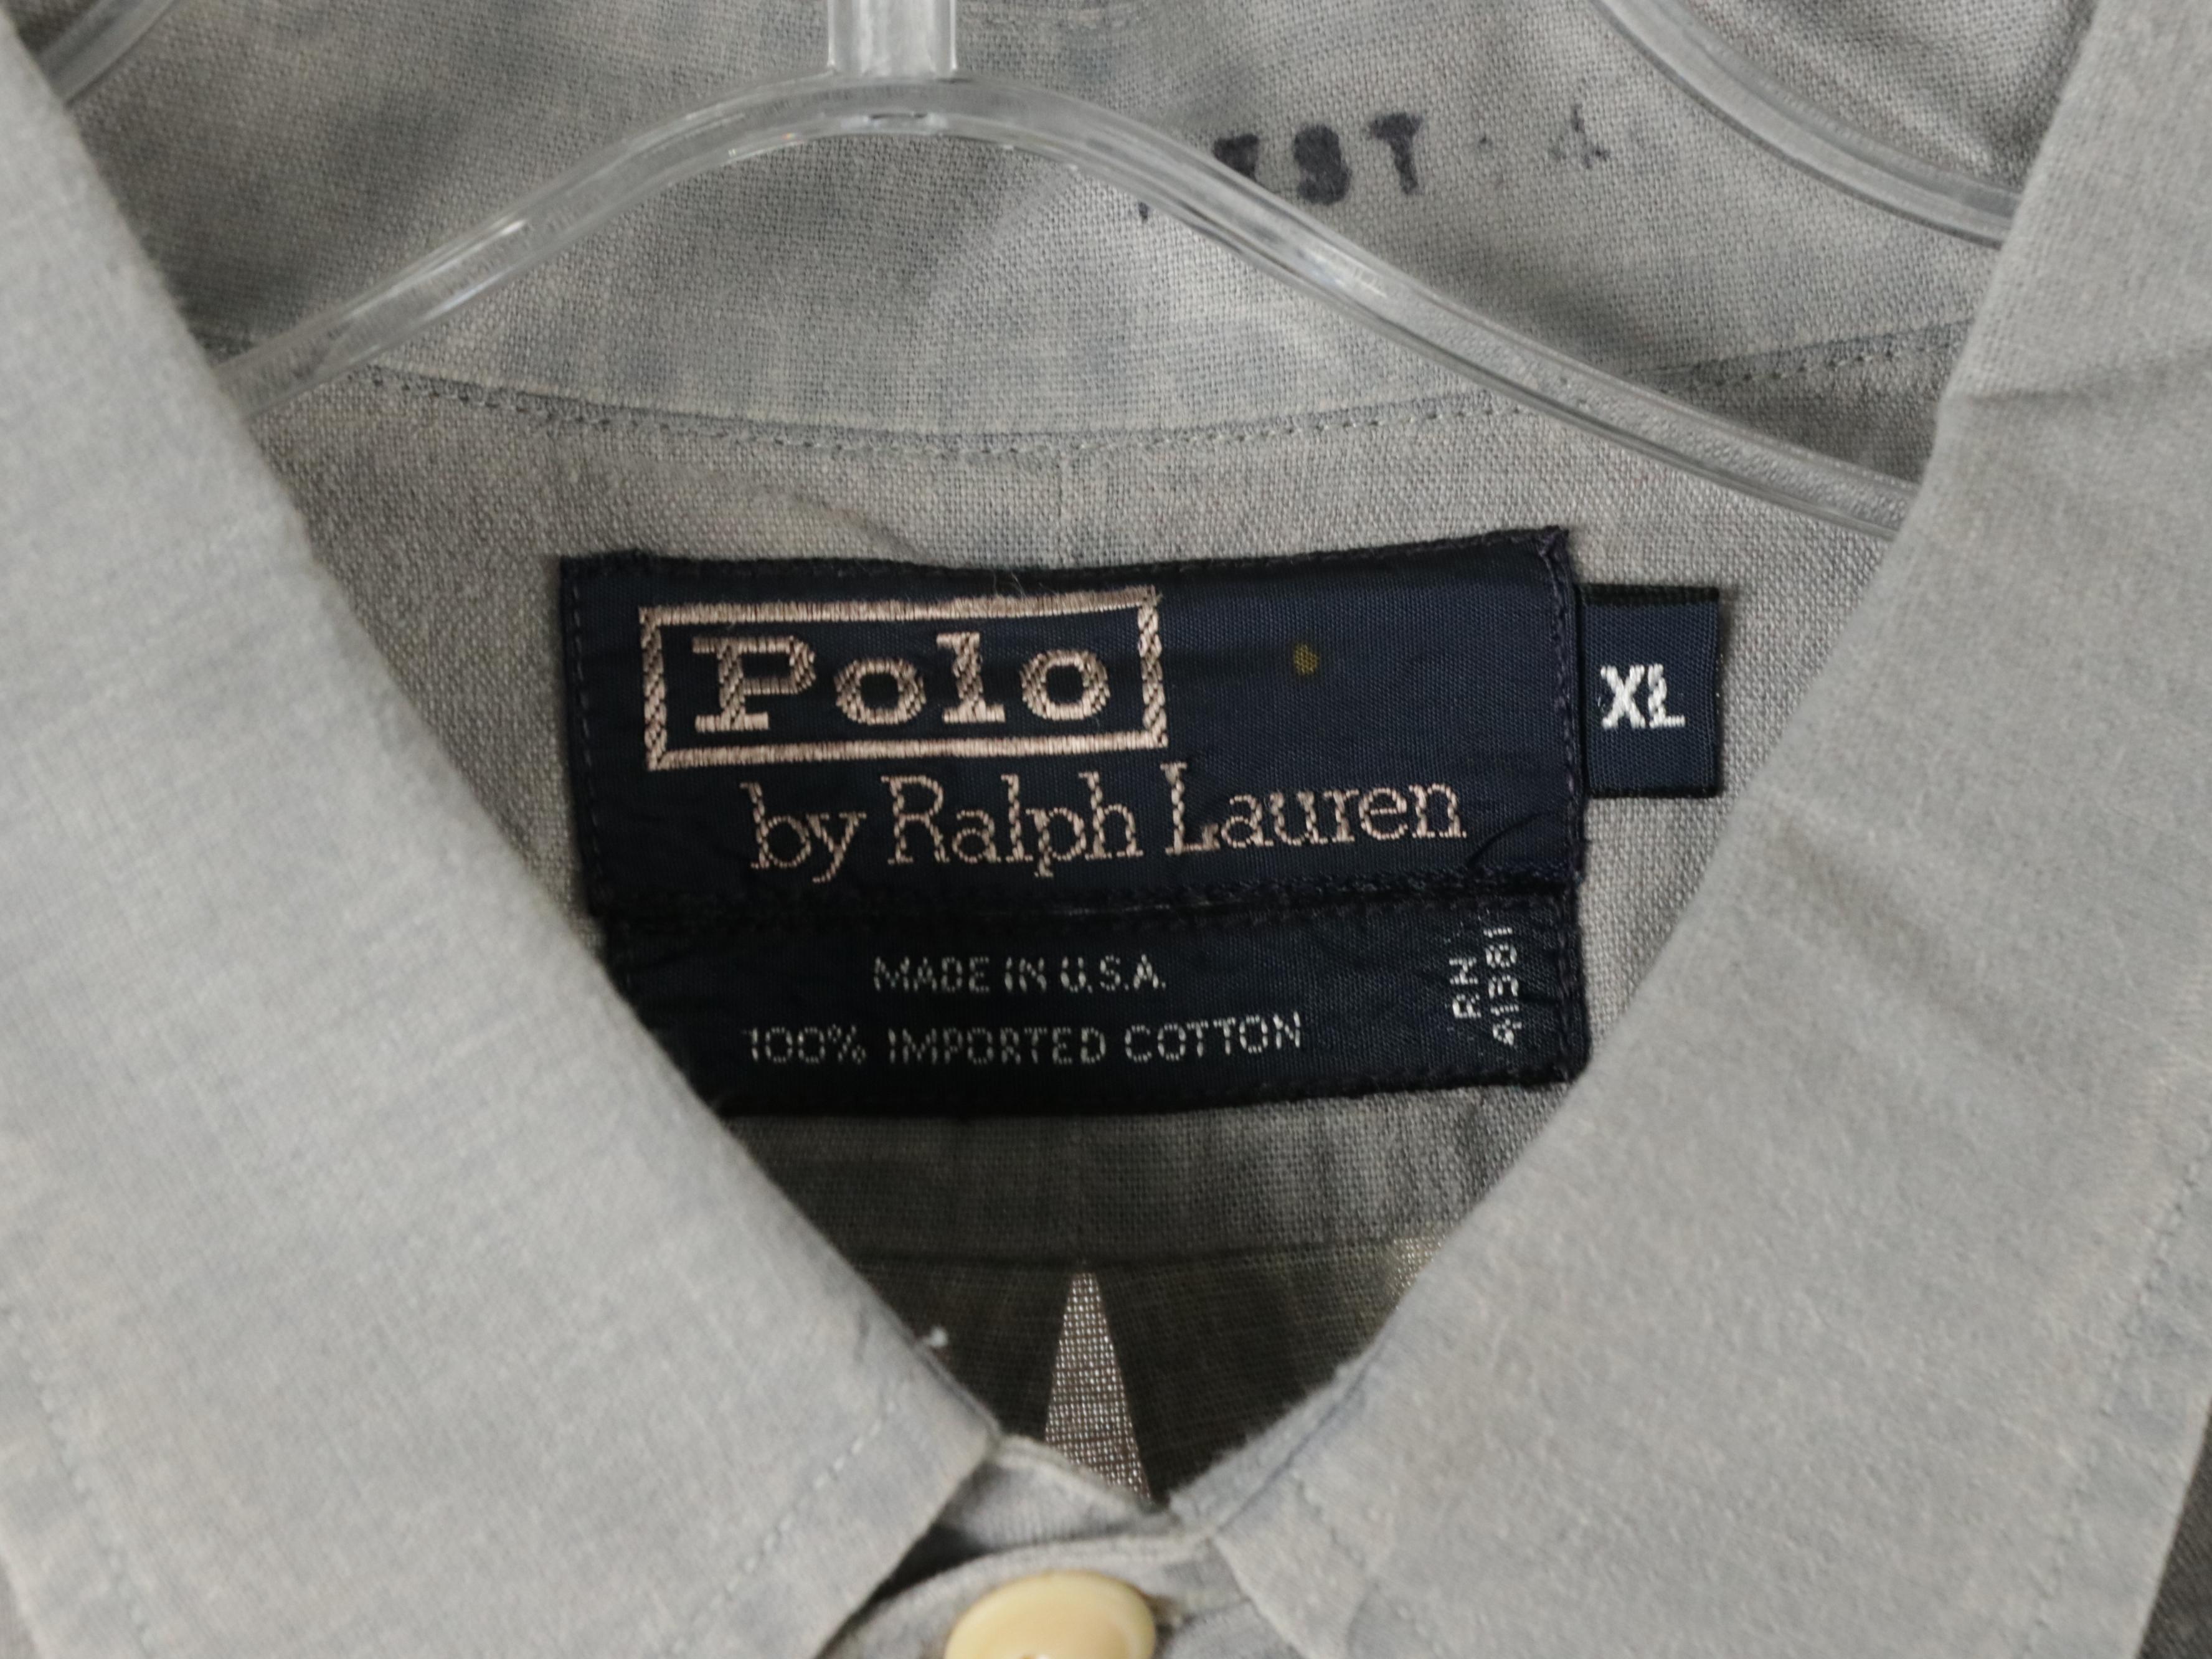 Polo
by Ralph Lauren
XL
MADE IN U.S.A.
100% IMPORTED COTTON
RN
41381